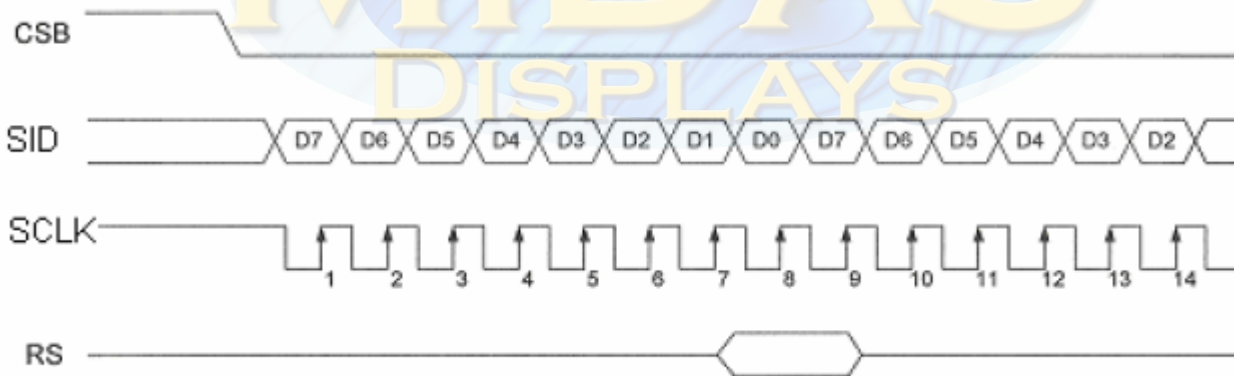 MIDAS
DISPLAYS
CSB
SID D7 D6 D5 D4 D3 D2 D1 D0 D7 D6 D5 D4 D3 D2
SCLK 1 2 3 4 5 6 7 8 9 10 11 12 13 14
RS